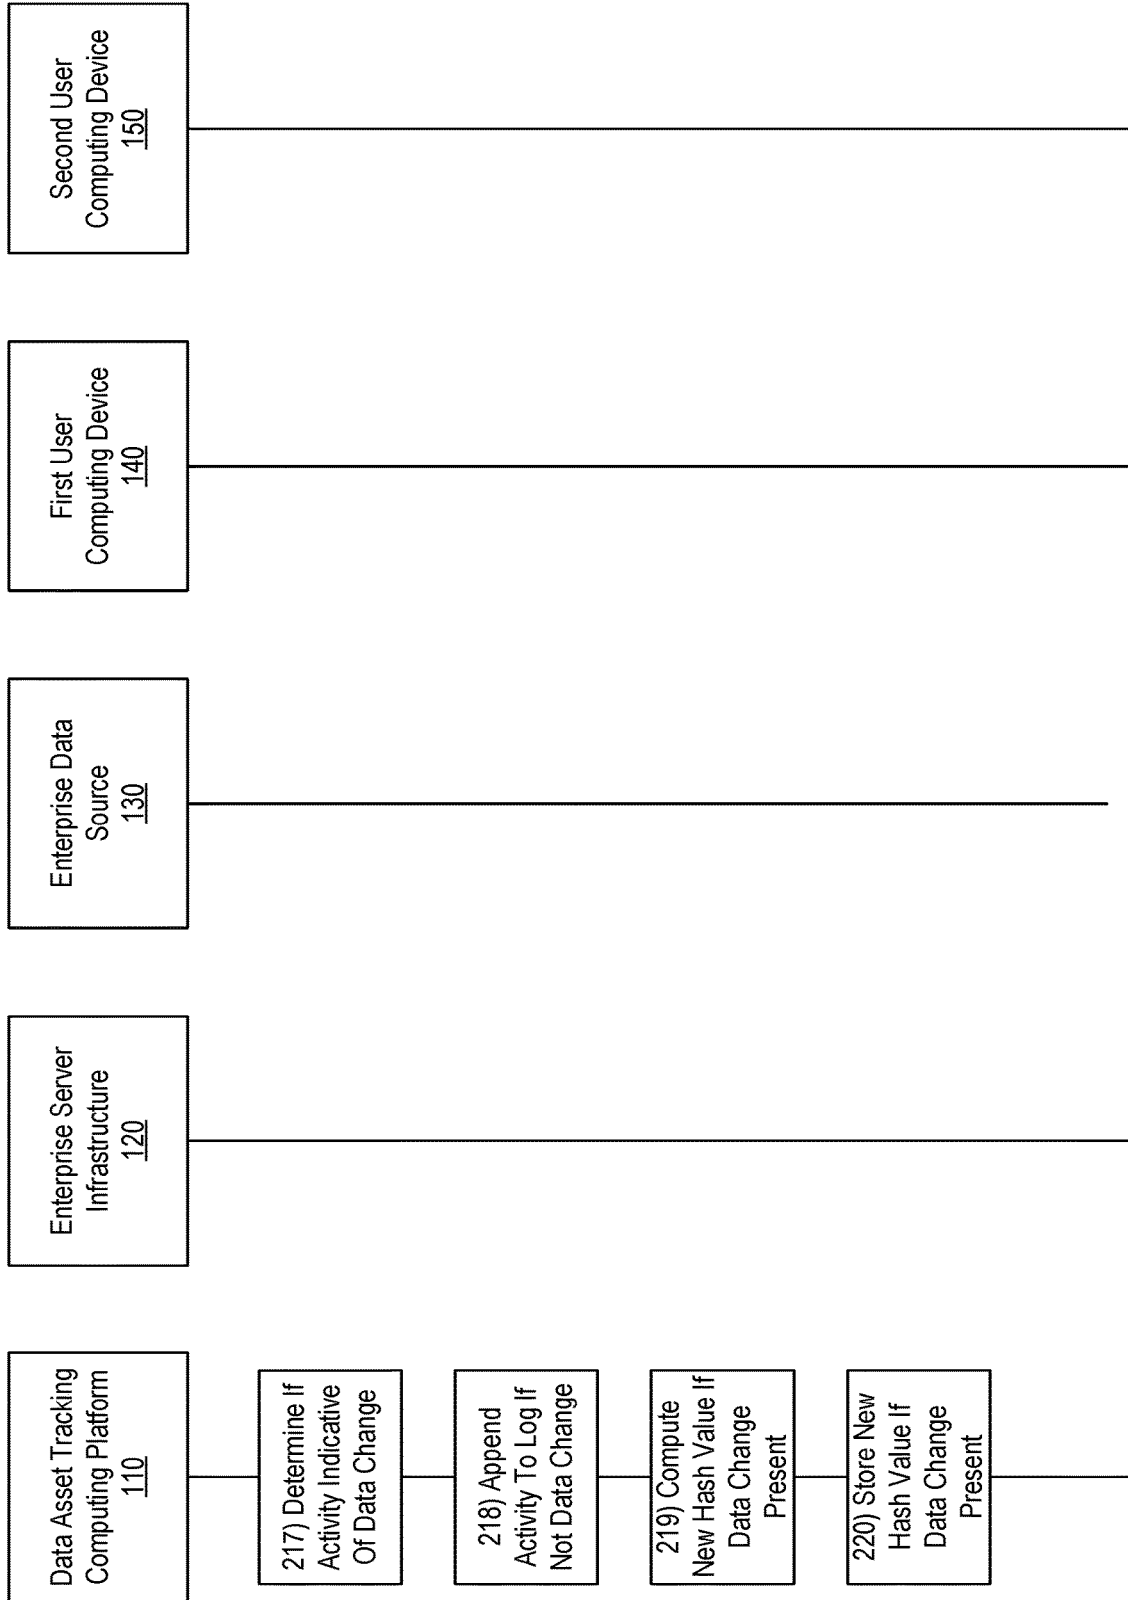 Data Asset Tracking
Computing Platform
110
Enterprise Server
Infrastructure
120
Enterprise Data
Source
130
First User
Computing Device
140
Second User
Computing Device
150
217) Determine If
Activity Indicative
Of Data Change
218) Append
Activity To Log If
Not Data Change
219) Compute
New Hash Value If
Data Change
Present
220) Store New
Hash Value If
Data Change
Present